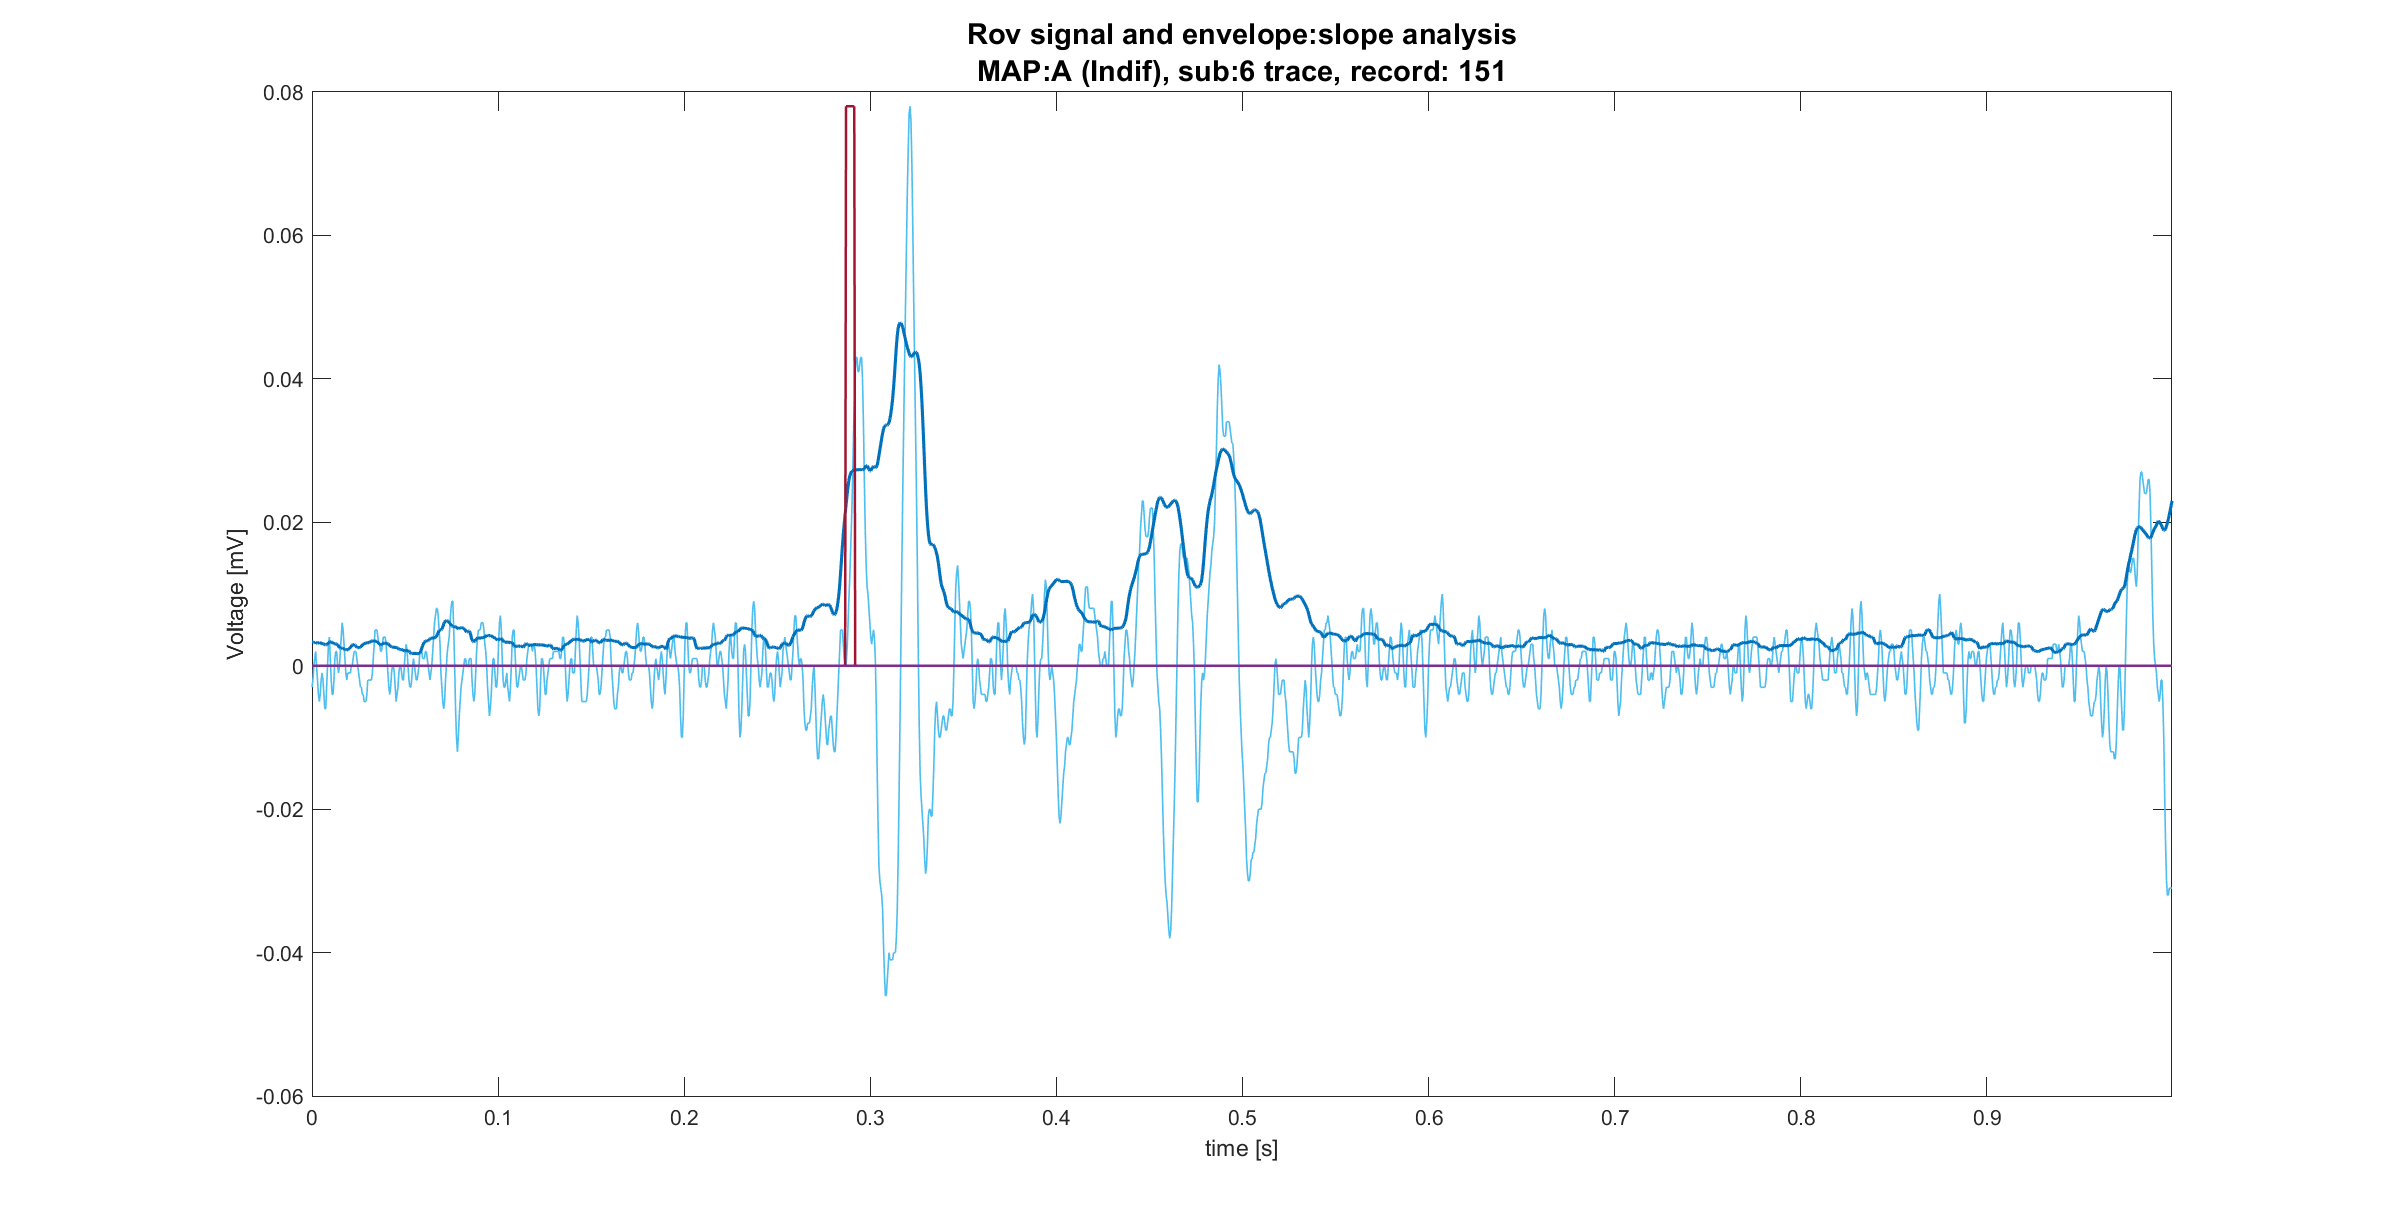 Rov signal and envelope:slope analysis
MAP:A (Indif), sub:6 trace, record: 151
0.08
0.06
0.04
0.02
0
-0.02
-0.04
-0.06
Voltage [mV]
0 0.1 0.2 0.3 0.4 0.5 0.6 0.7 0.8 0.9
time [s]